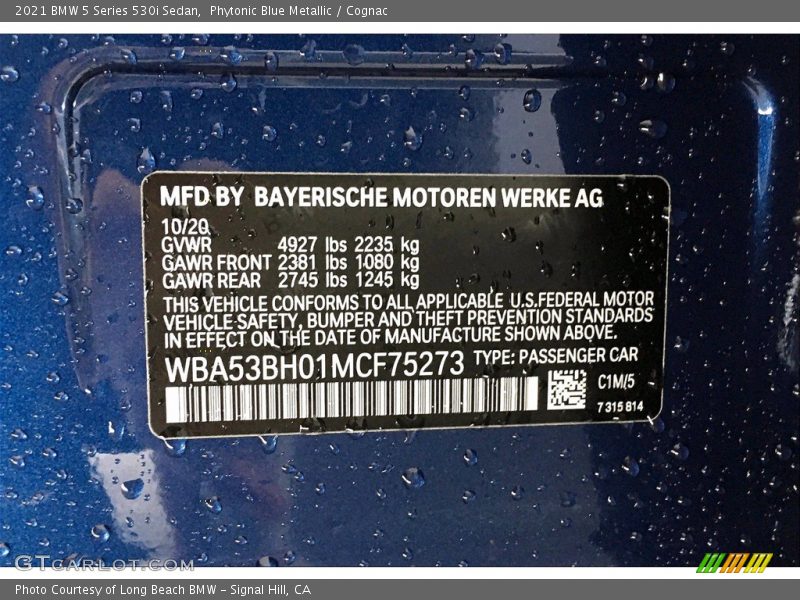 2021 BMW 5 Series 530i Sedan,  Phytonic Blue Metallic / Cognac
MFD BY BAYERISCHE MOTOREN WERKE AG
10/20
GVWR 4927 lbs 2235 kg
GAWR FRONT 2381 lbs 1080 kg
GAWR REAR 2745 lbs 1245 kg
THIS VEHICLE CONFORMS TO ALL APPLICABLE U.S.FEDERAL MOTOR
VEHICLE SAFETY, BUMPER AND THEFT PREVENTION STANDARDS
IN EFFECT ON THE DATE OF MANUFACTURE SHOWN ABOVE.
WBA53BH01MCF75273 TYPE: PASSENGER CAR
C1M/5
7 315 814
GTCARLOT.COM
Photo Courtesy of Long Beach BMW - Signal Hill, CA